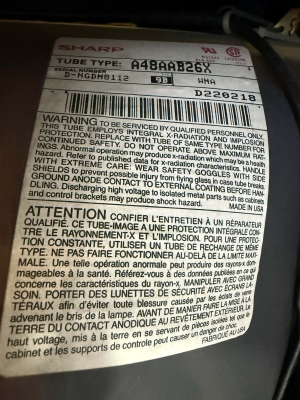 SHARP
TUBE TYPE: A48AAB26X
SERIAL NUMBER
D-NGDN8112 98 WNA
D220218
WARNING TO BE SERVICED BY QUALIFIED PERSONNEL ONLY.
THIS TUBE EMPLOYS INTEGRAL X-RADIATION AND IMPLOSION
PROTECTION. REPLACE WITH TUBE OF SAME TYPE NUMBER FOR
CONTINUED SAFETY. DO NOT OPERATE ABOVE MAXIMUM RAT-
INGS. Abnormal operation may produce x-radiation which may be a health
hazard. Refer to published data for x-radiation characteristics. HANDLE
WITH EXTREME CARE. WEAR SAFETY GOGGLES WITH SIDE
SHIELDS to prevent possible injury from flying glass in case tube breaks.
GROUND ANODE CONTACT TO EXTERNAL COATING BEFORE HAN-
DLING. Discharging high voltage to isolated metal parts such as cabinets
and control brackets may produce shock hazard. MADE IN USA
ATTENTION CONFIER L'ENTRETIEN À UN RÉPARATEUR
QUALIFIÉ. CE TUBE-IMAGE A UNE PROTECTION INTÉGRALE CON-
TRE LE RAYONNEMENT-X ET L'IMPLOSION. POUR UNE PROTEC-
TION CONSTANTE, UTILISER UN TUBE DE RECHANGE DE MÊME
TYPE. NE PAS FAIRE FONCTIONNER AU-DELÀ DE LA LIMITE MAXI-
MALE. Une telle opération anormale peut produire des rayons-x dom-
mageables à la santé. Référez-vous à des données publiées en ce qui
concerne les caractéristiques du rayon-x. MANIPULER AVEC GRAND
SOIN. PORTER DES LUNETTES DE SÉCURITÉ AVEC ÉCRANS LA-
TÉRAUX afin d'éviter toute blessure causée par les éclats de verre
advenant le bris de la lampe. AVANT DE MANIER FAIRE LA MISE À LA
TERRE DU CONTACT ANODIQUE AU REVÊTEMENT EXTÉRIEUR. Le
haut voltage, mis à la terre en se servant de pièces isolées tel que le
cabinet et les supports de contrôle peut causer un danger de choc.
FABRIQUÉ AU USA